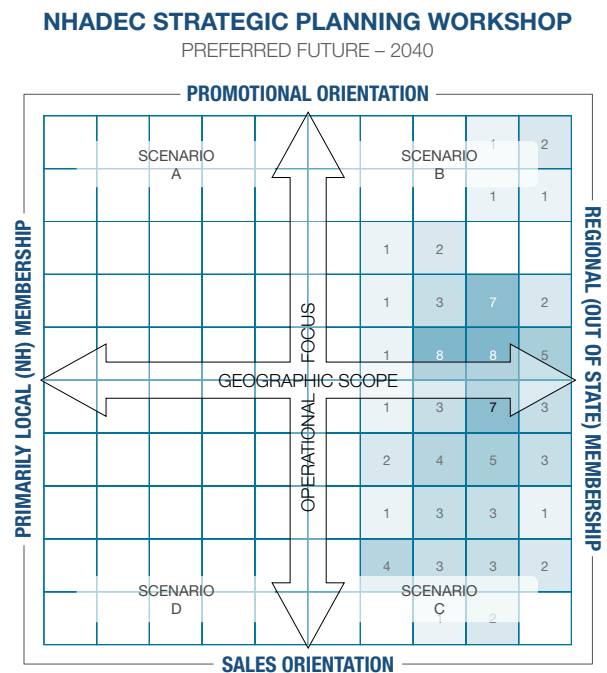 NHADEC STRATEGIC PLANNING WORKSHOP
PREFERRED FUTURE – 2040
PROMOTIONAL ORIENTATION
SCENARIO
A
SCENARIO
B
1 2
1 1
1 2
1 3 7 2
1 8 8 5
1 3 7 3
2 4 5 3
1 3 3 1
4 3 3 2
SCENARIO
D
SCENARIO
C
1 2
PRIMARILY LOCAL (NH) MEMBERSHIP
GEOGRAPHIC SCOPE
OPERATIONAL FOCUS
REGIONAL (OUT OF STATE) MEMBERSHIP
SALES ORIENTATION